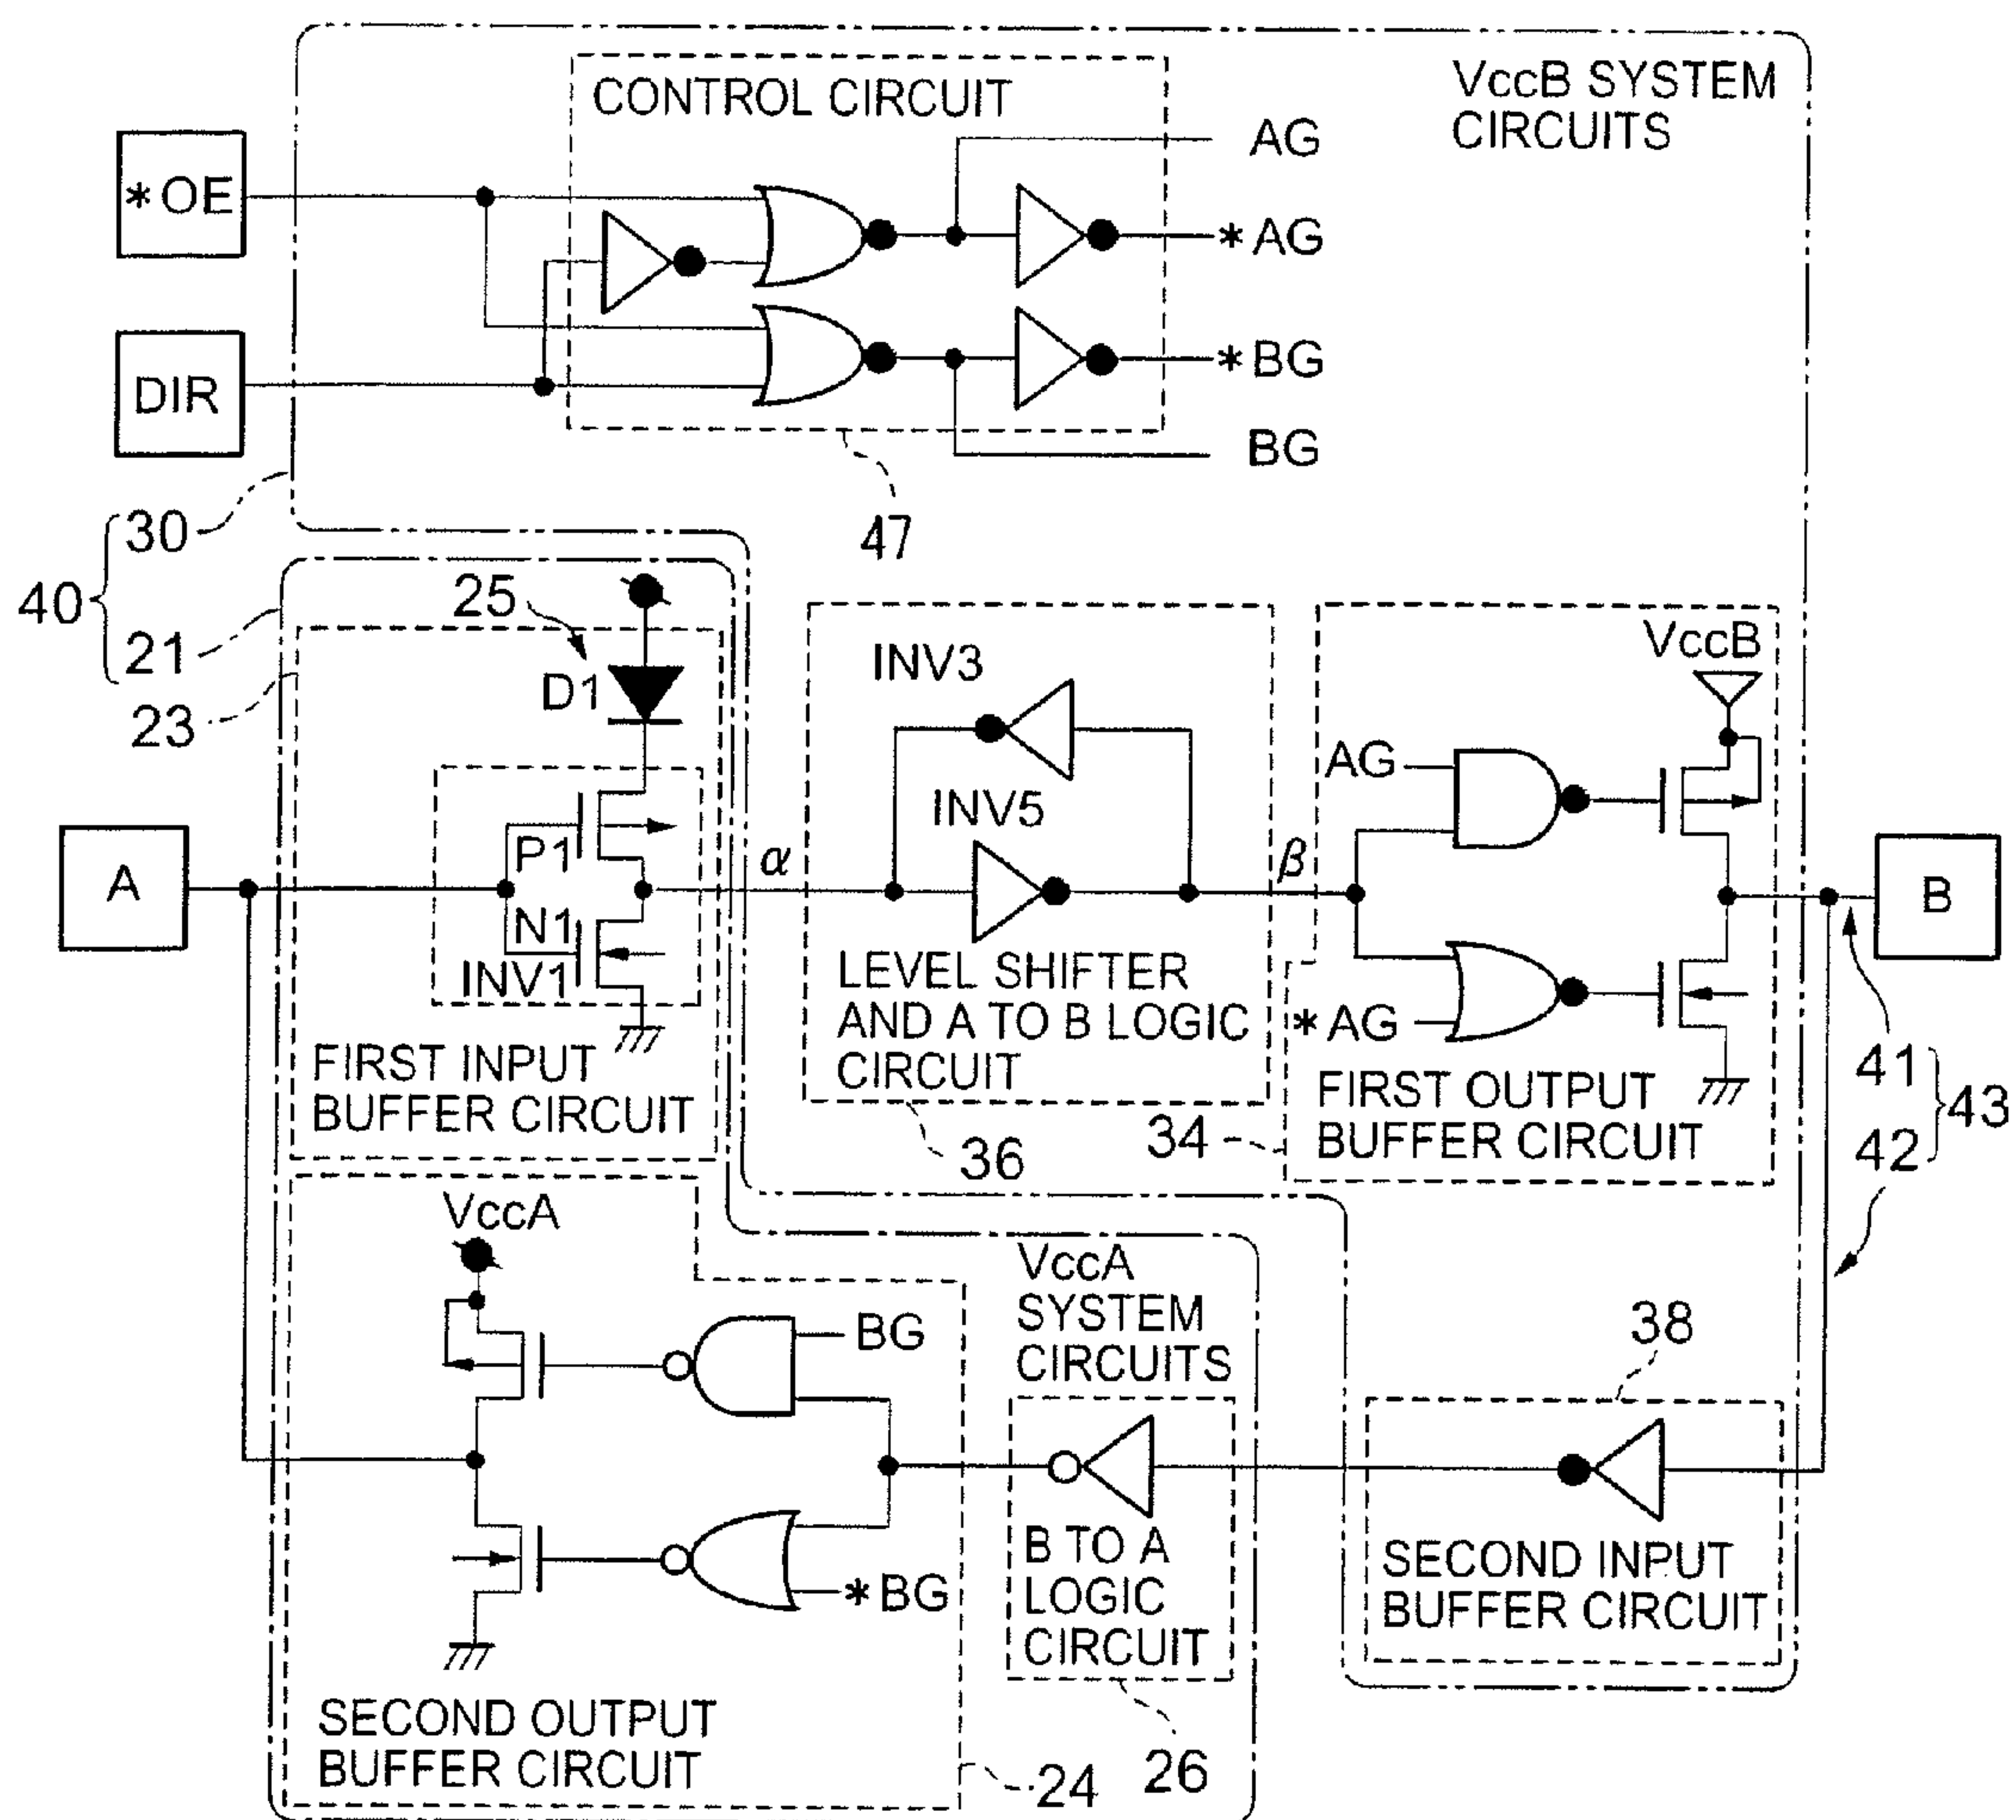 CONTROL CIRCUIT
VccB SYSTEM
CIRCUITS
AG
*OE
*AG
DIR
*BG
BG
30
47
40
21
23
25
D1
P1
N1
INV1
FIRST INPUT
BUFFER CIRCUIT
A
α
INV3
INV5
LEVEL SHIFTER
AND A TO B LOGIC
CIRCUIT
36
β
VccB
AG
*AG
FIRST OUTPUT
BUFFER CIRCUIT
34
B
41
42
43
VccA
BG
*BG
SECOND OUTPUT
BUFFER CIRCUIT
24
VccA
SYSTEM
CIRCUITS
B TO A
LOGIC
CIRCUIT
26
38
SECOND INPUT
BUFFER CIRCUIT